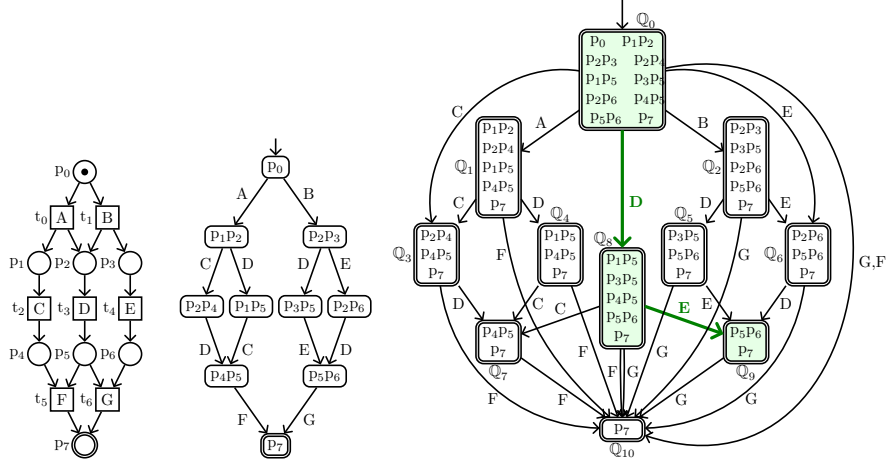 p₀
t₀ A t₁ B
p₁ p₂ p₃
t₂ C t₃ D t₄ E
p₄ p₅ p₆
t₅ F t₆ G
p₇
p₀
A B
p₁p₂ p₂p₃
C D D E
p₂p₄ p₁p₅ p₃p₅ p₂p₆
D C E D
p₄p₅ p₅p₆
F G
p₇
ℚ₀
p₀ p₁p₂
p₂p₃ p₂p₄
p₁p₅ p₃p₅
p₂p₆ p₄p₅
p₅p₆ p₇
C A B E
ℚ₁
p₁p₂
p₂p₄
p₁p₅
p₄p₅
p₇
ℚ₂
p₂p₃
p₃p₅
p₂p₆
p₅p₆
p₇
C D D D E
ℚ₃
p₂p₄
p₄p₅
p₇
ℚ₄
p₁p₅
p₄p₅
p₇
ℚ₈
p₁p₅
p₃p₅
p₄p₅
p₅p₆
p₇
ℚ₅
p₃p₅
p₅p₆
p₇
ℚ₆
p₂p₆
p₅p₆
p₇
F G G,F
D C C E E D
p₄p₅
p₇
ℚ₇
p₅p₆
p₇
ℚ₉
F F G G
F F G G
p₇
ℚ₁₀